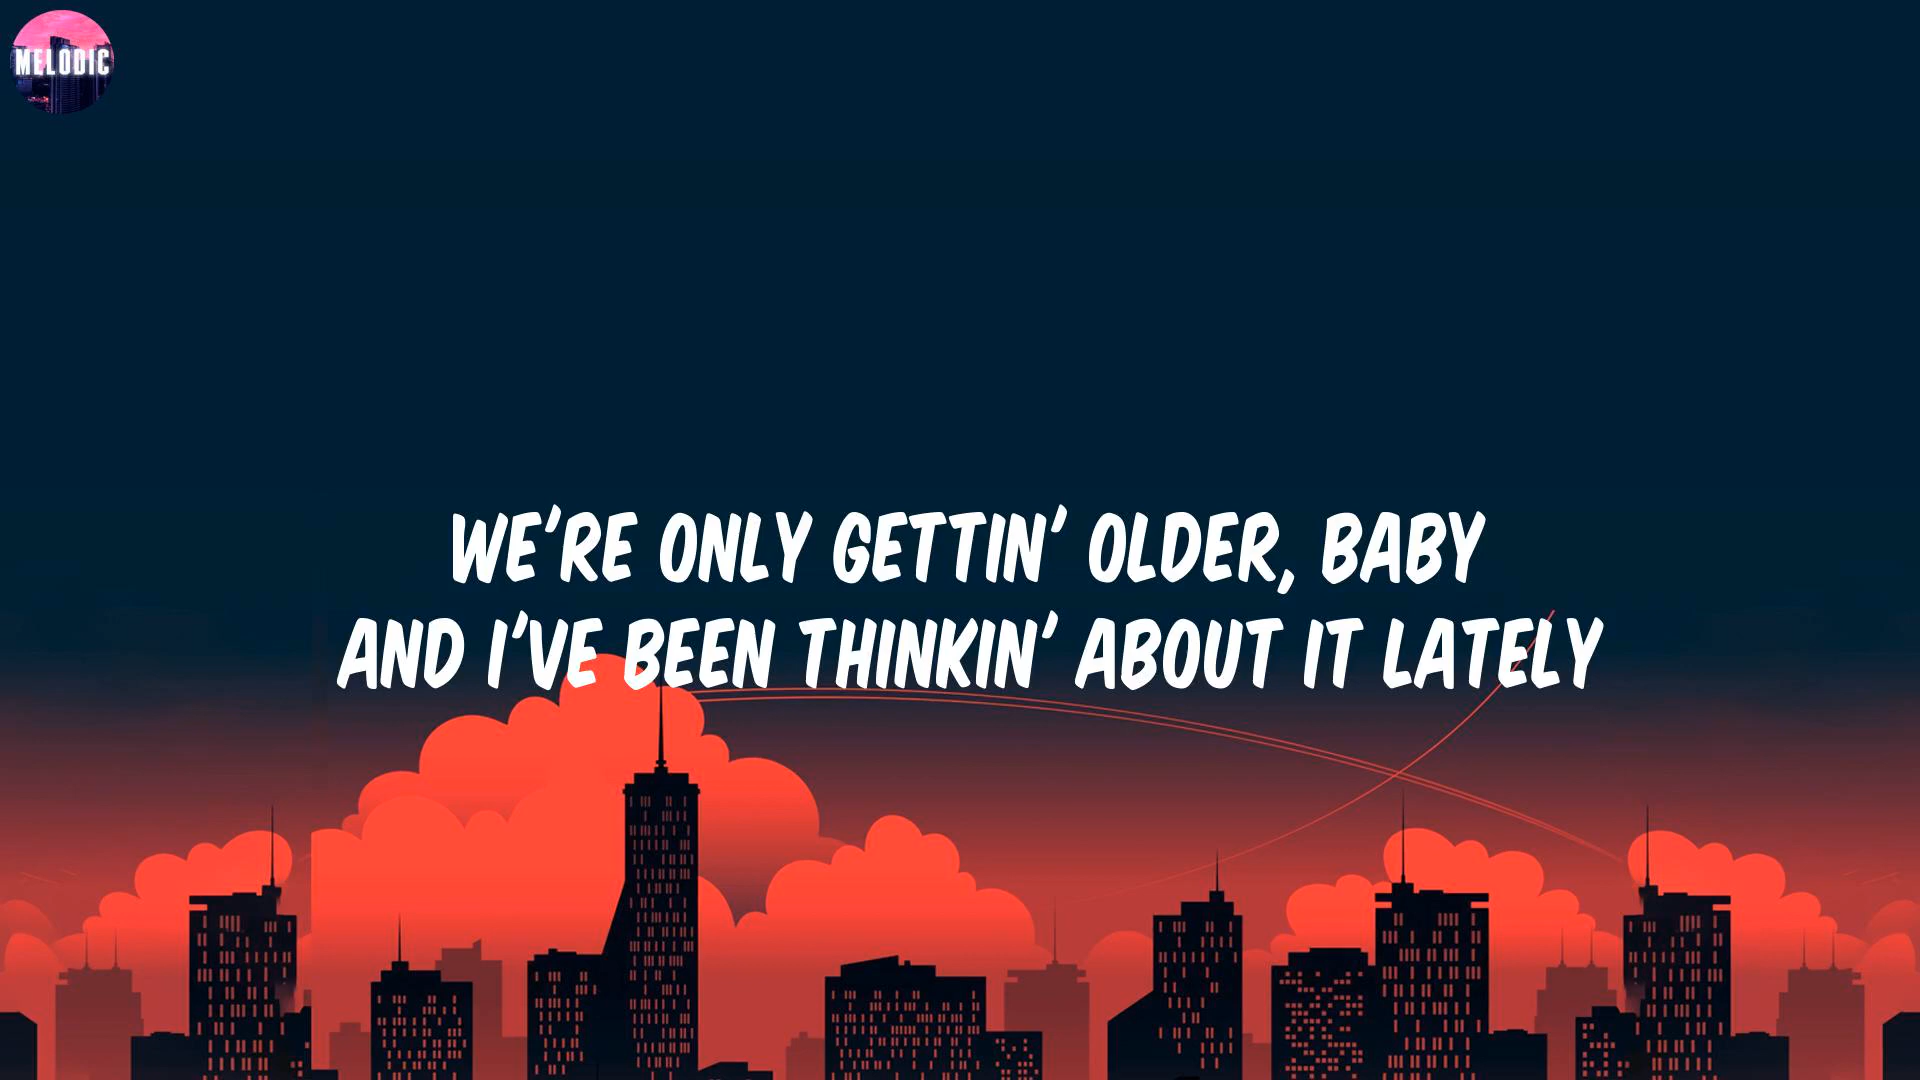 MELODIC
WE'RE ONLY GETTIN' OLDER, BABY
AND I'VE BEEN THINKIN' ABOUT IT LATELY